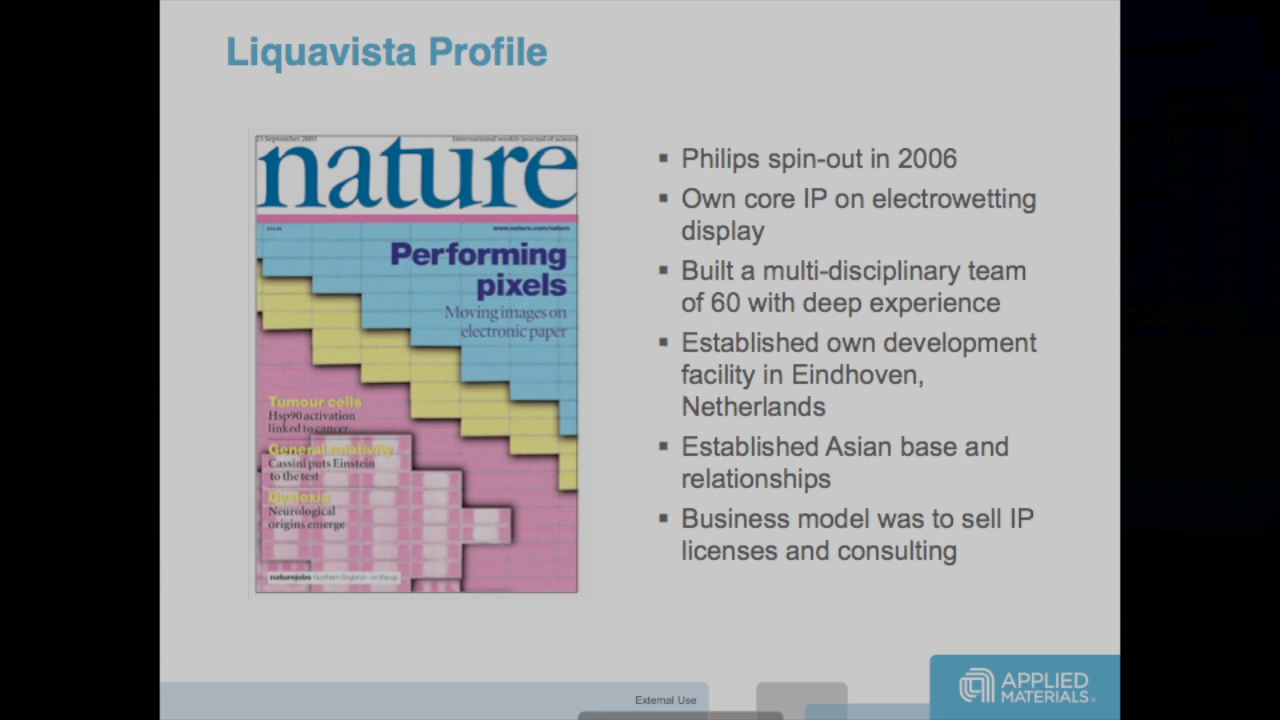 Liquavista Profile
25 September 2003
International weekly journal of science
nature
www.nature.com/nature
Performing
pixels
Moving images on
electronic paper
Tumour cells
Hsp90 activation
linked to cancer
General relativity
Cassini puts Einstein
to the test
Dyslexia
Neurological
origins emerge
naturejobs Northern England
▪ Philips spin-out in 2006
▪ Own core IP on electrowetting
display
▪ Built a multi-disciplinary team
of 60 with deep experience
▪ Established own development
facility in Eindhoven,
Netherlands
▪ Established Asian base and
relationships
▪ Business model was to sell IP
licenses and consulting
External Use
APPLIED
MATERIALS®